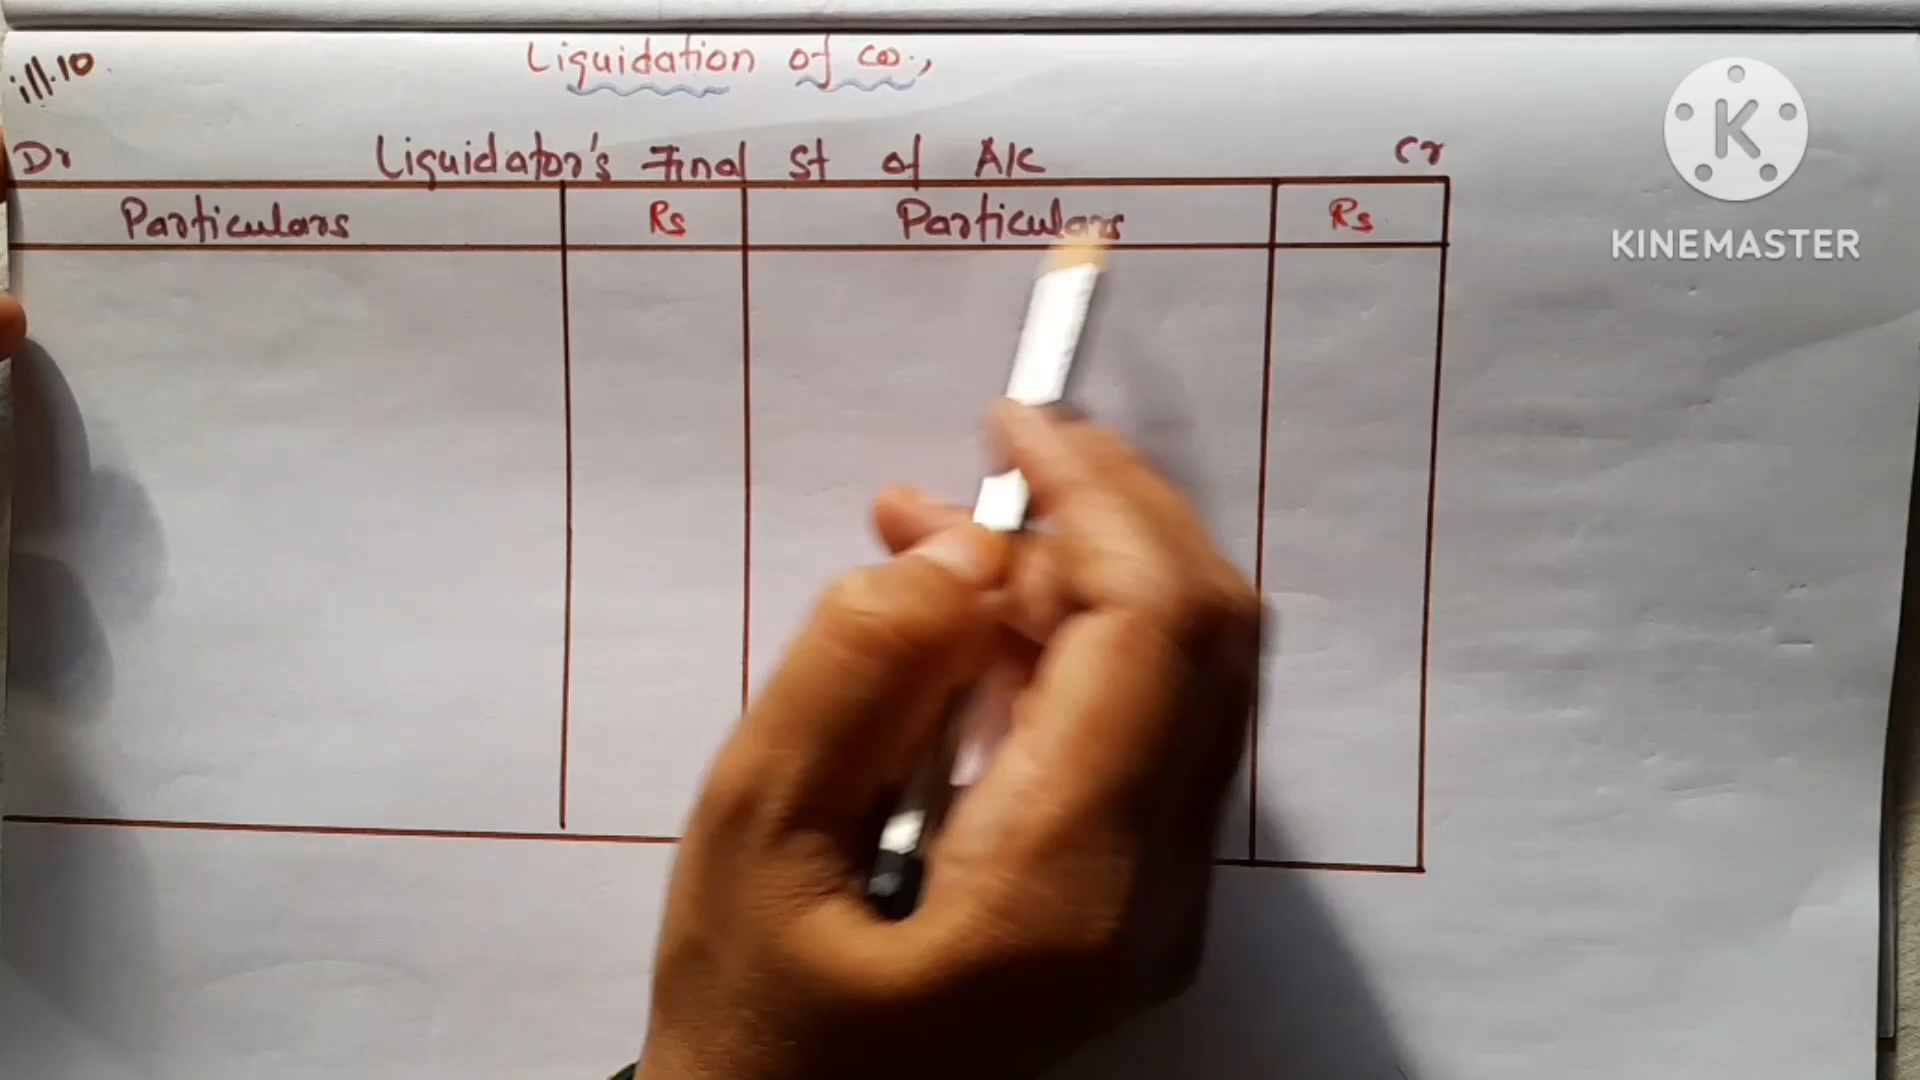 Liquidation of co.,
ill.10
Dr Liquidator's Final St of A/c Cr
Particulars Rs Particulars Rs
K
KINEMASTER